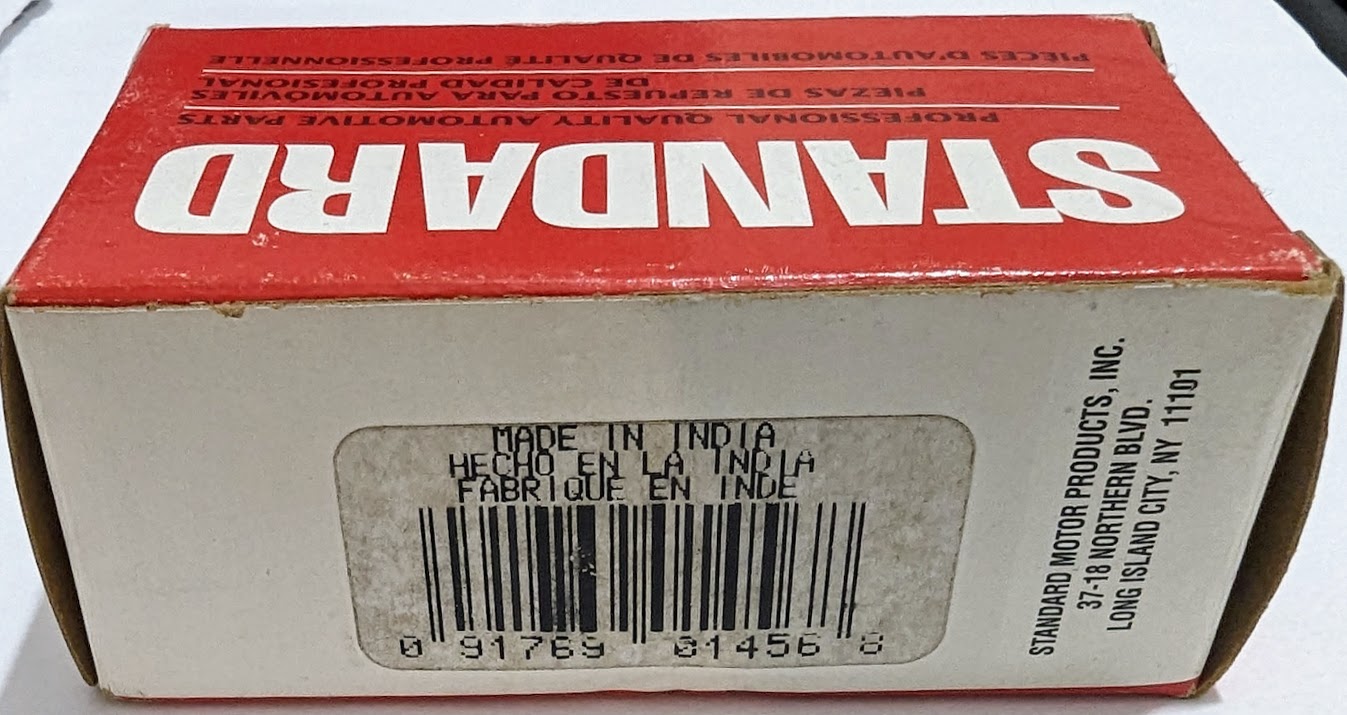 STANDARD
PROFESSIONAL QUALITY AUTOMOTIVE PARTS
PIEZAS DE REPUESTO PARA AUTOMÓVILES
DE CALIDAD PROFESIONAL
PIÈCES D'AUTOMOBILES DE QUALITÉ PROFESSIONNELLE
MADE IN INDIA
HECHO EN LA INDIA
FABRIQUE EN INDE
0 91769 01456 8
STANDARD MOTOR PRODUCTS, INC.
37-18 NORTHERN BLVD.
LONG ISLAND CITY, NY 11101